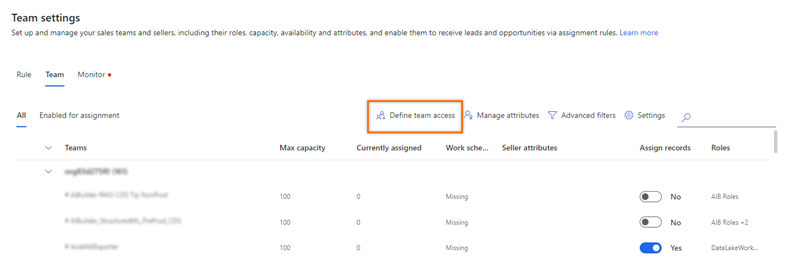 Team settings
Set up and manage your sales teams and sellers, including their roles, capacity, availability and attributes, and enable them to receive leads and opportunities via assignment rules. Learn more
Rule Team Monitor
All Enabled for assignment Define team access Manage attributes Advanced filters Settings
Teams Max capacity Currently assigned Work sche... Seller attributes Assign records Roles
100 0 Missing No AIB Roles
100 0 Missing No AIB Roles +2
100 0 Missing Yes DataLakeWork...